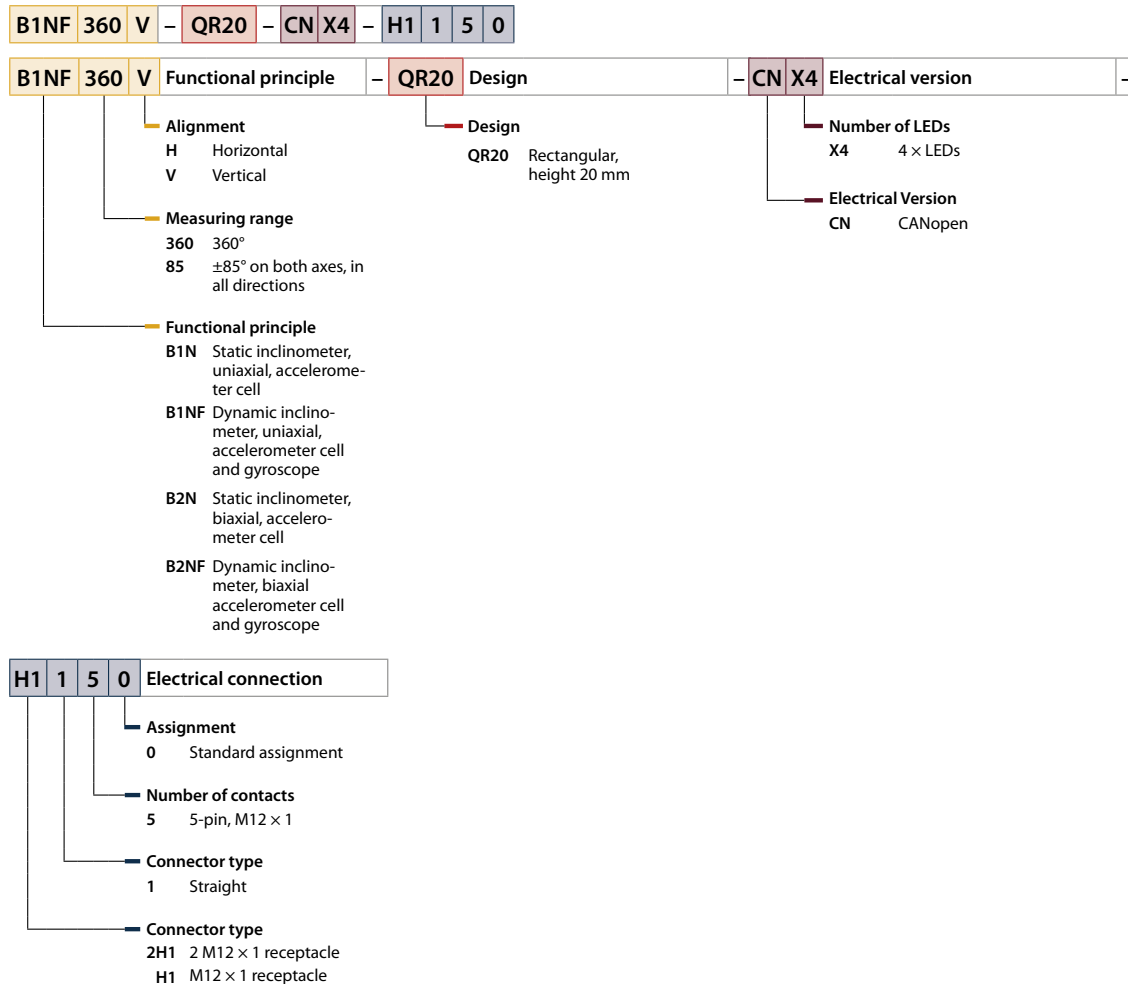 B1NF 360 V – QR20 – CN X4 – H1 1 5 0
B1NF 360 V Functional principle – QR20 Design – CN X4 Electrical version –
Alignment
H Horizontal
V Vertical
Measuring range
360 360°
85 ±85° on both axes, in
all directions
Functional principle
B1N Static inclinometer,
uniaxial, accelerome-
ter cell
B1NF Dynamic inclino-
meter, uniaxial,
accelerometer cell
and gyroscope
B2N Static inclinometer,
biaxial, accelero-
meter cell
B2NF Dynamic inclino-
meter, biaxial
accelerometer cell
and gyroscope
Design
QR20 Rectangular,
height 20 mm
Number of LEDs
X4 4 × LEDs
Electrical Version
CN CANopen
H1 1 5 0 Electrical connection
Assignment
0 Standard assignment
Number of contacts
5 5-pin, M12 × 1
Connector type
1 Straight
Connector type
2H1 2 M12 × 1 receptacle
H1 M12 × 1 receptacle